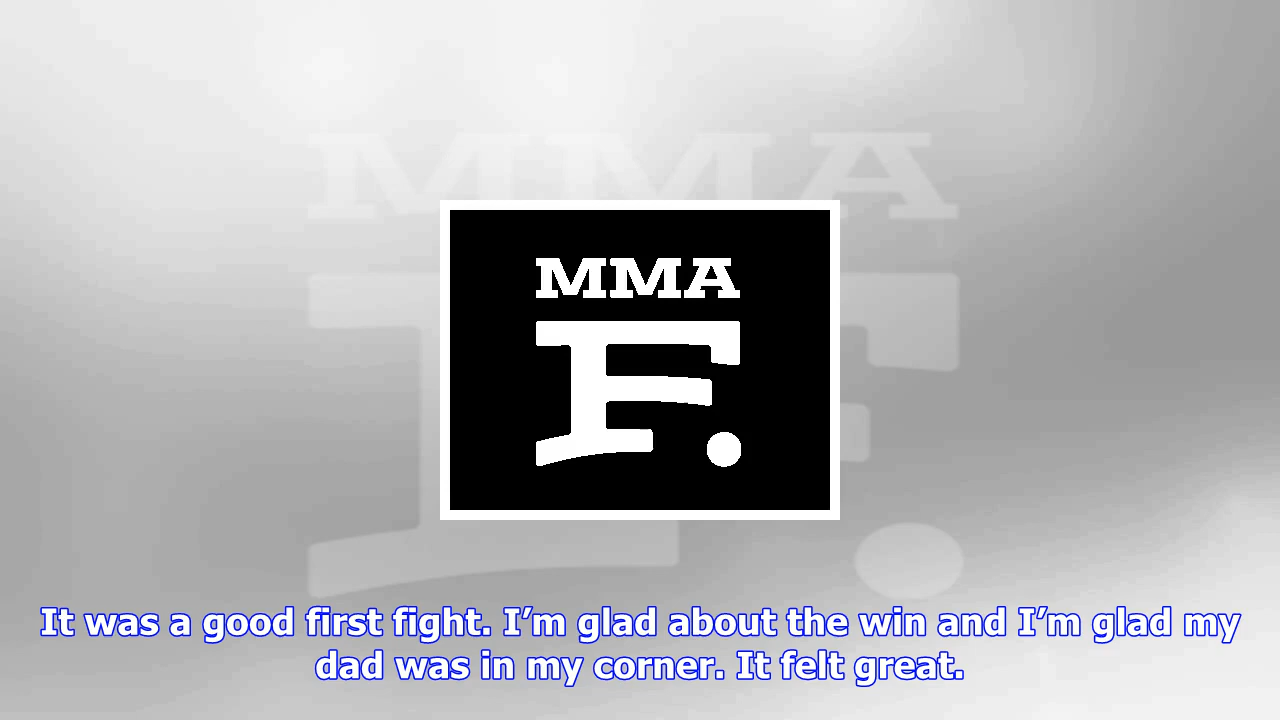 MMA
MMA
F.
F.
It was a good first fight. I’m glad about the win and I’m glad my
dad was in my corner. It felt great.